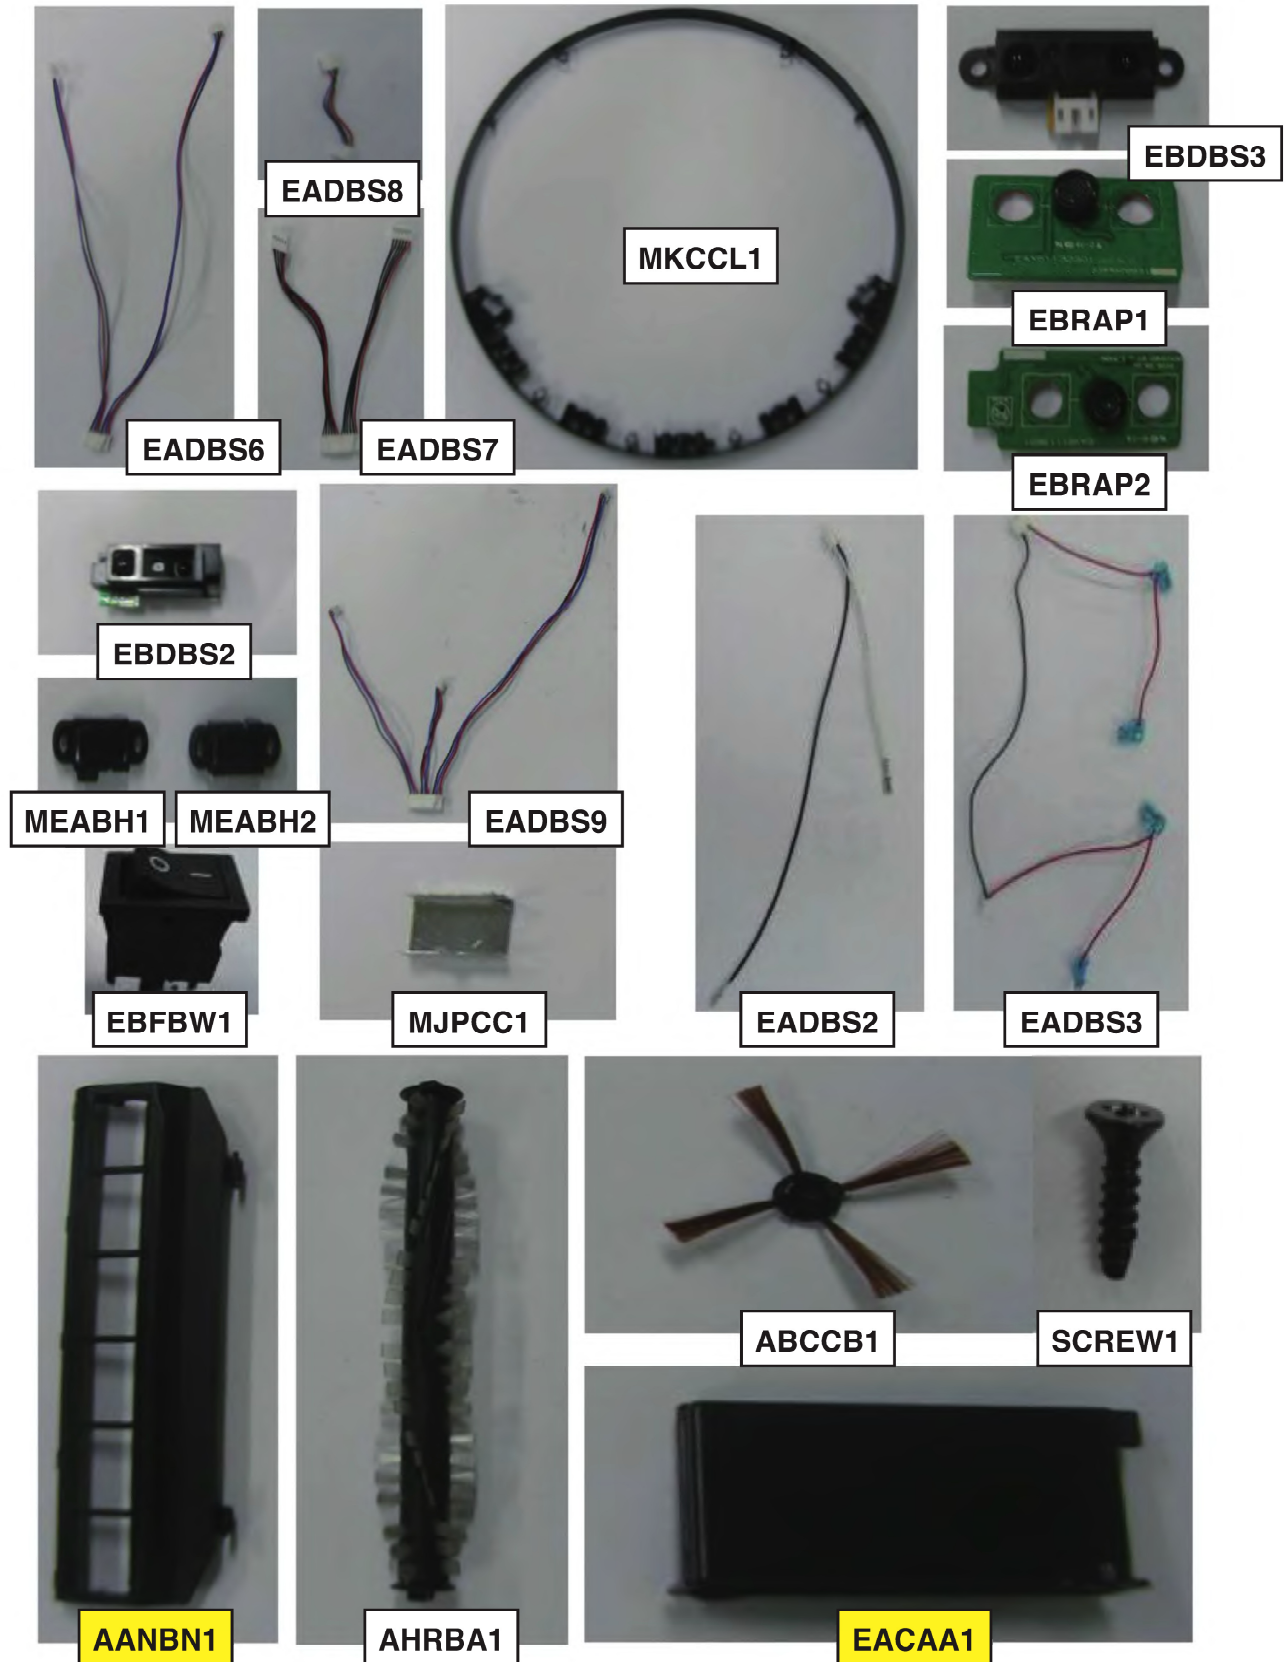 EADBS8
EBDBS3
MKCCL1
EBRAP1
EADBS6
EADBS7
EBRAP2
EBDBS2
MEABH1
MEABH2
EADBS9
EBFBW1
MJPCC1
EADBS2
EADBS3
ABCCB1
SCREW1
AANBN1
AHRBA1
EACAA1